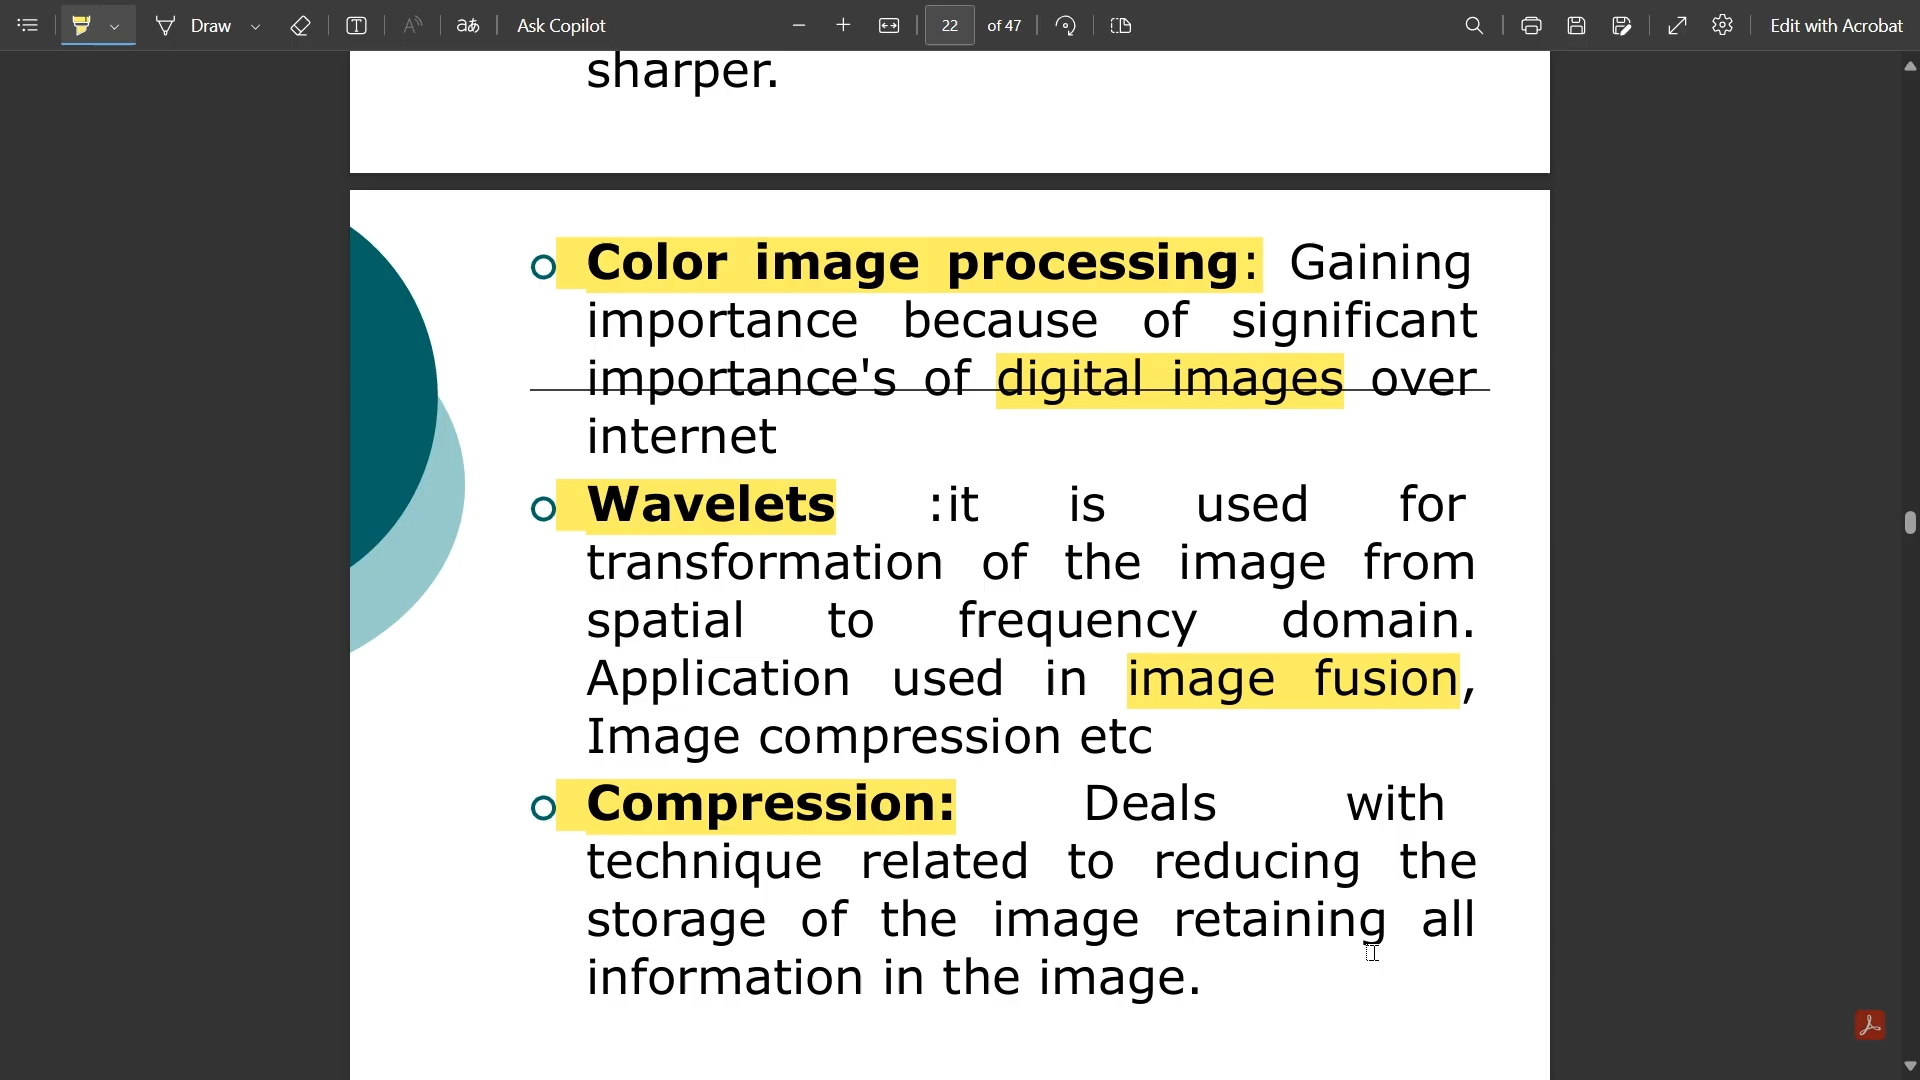 Draw
T
A
aあ
Ask Copilot
22 of 47
Edit with Acrobat
sharper.
Color image processing: Gaining
importance because of significant
importance's of digital images over
internet
Wavelets :it is used for
transformation of the image from
spatial to frequency domain.
Application used in image fusion,
Image compression etc
Compression: Deals with
technique related to reducing the
storage of the image retaining all
information in the image.